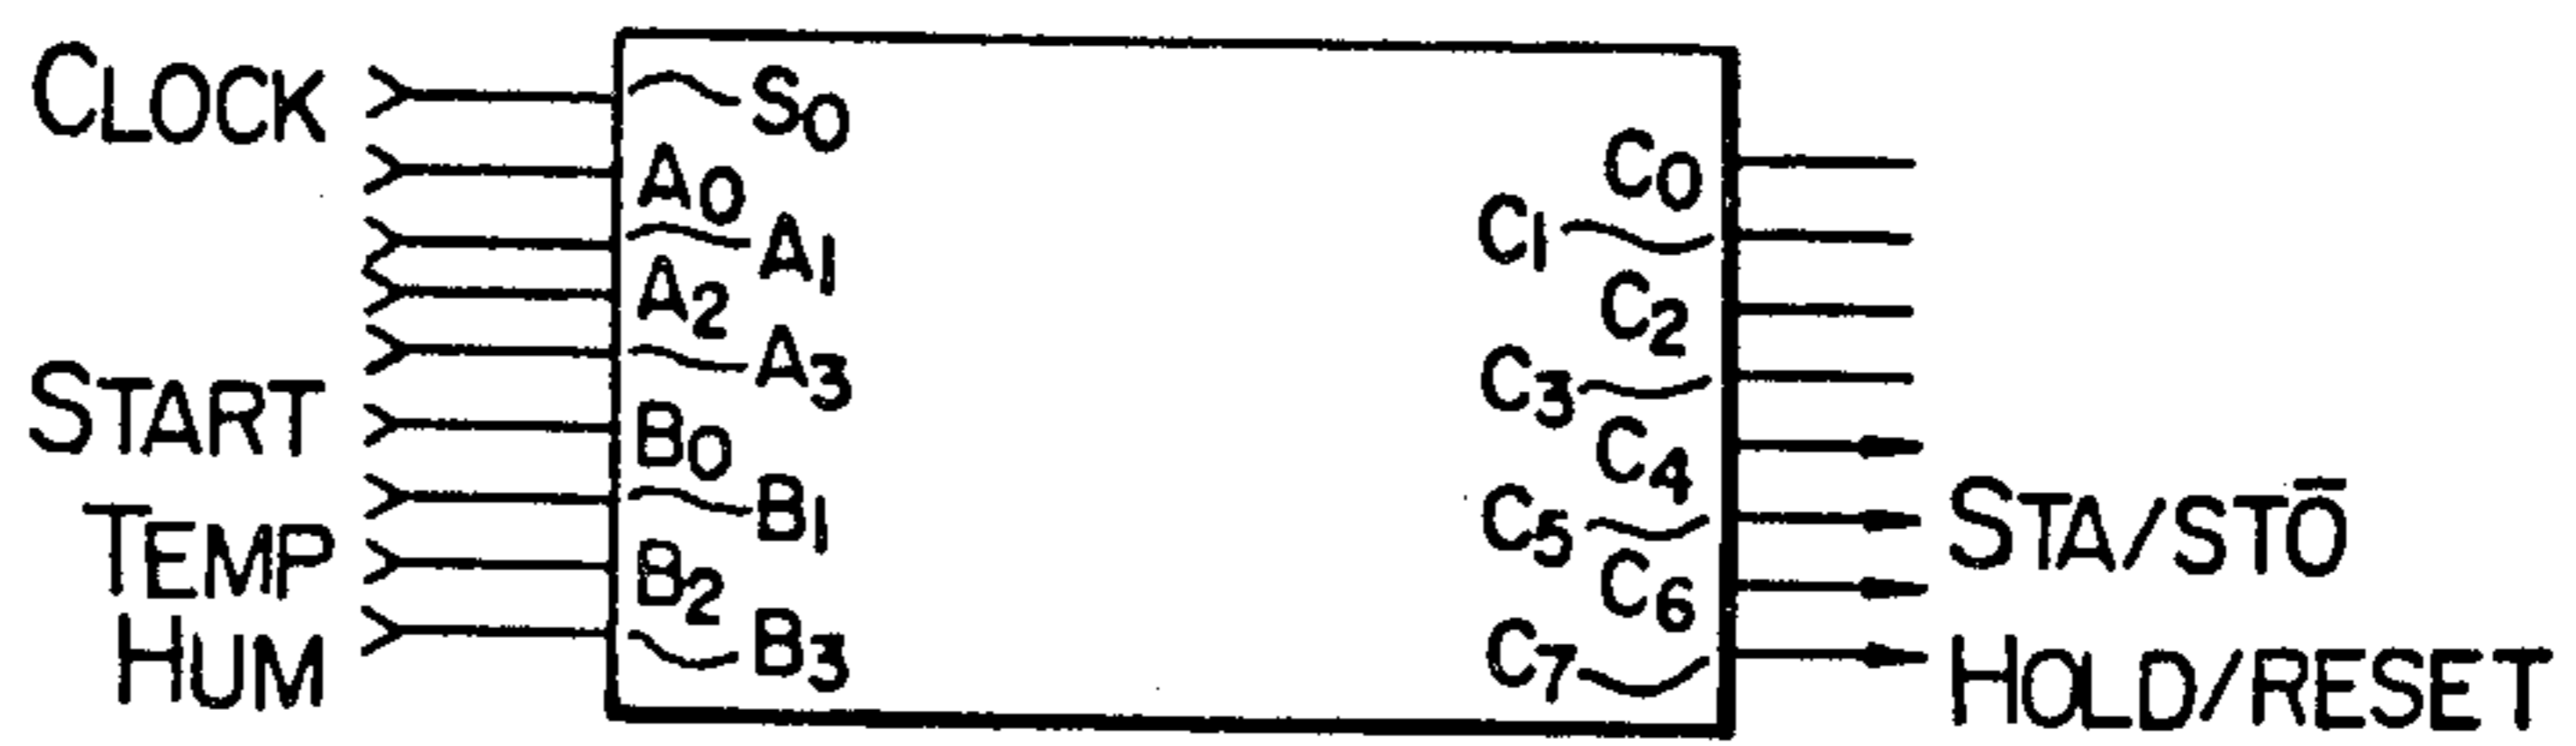 CLOCK
S0
A0
A1
A2
A3
START
B0
B1
TEMP
B2
HUM
B3
C0
C1
C2
C3
C4
C5
STA/STŌ
C6
C7
HOLD/RESET